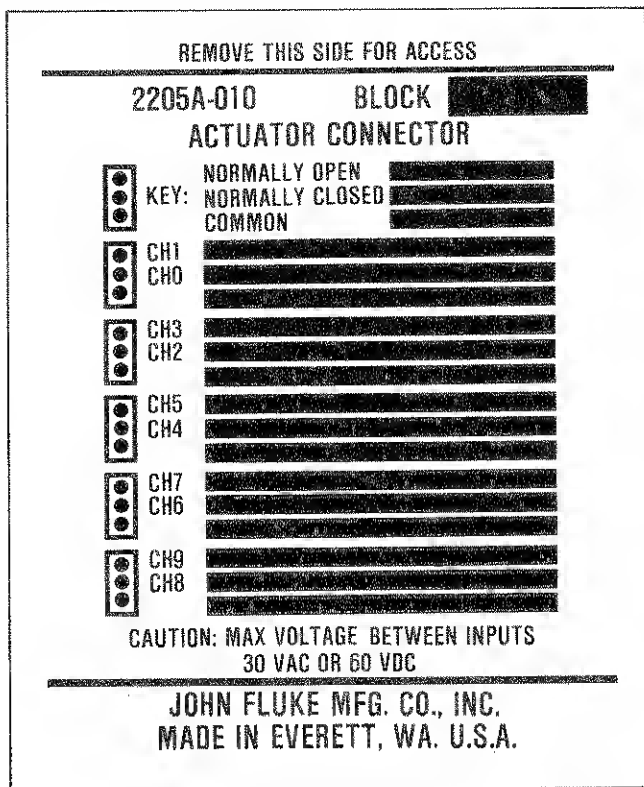 REMOVE THIS SIDE FOR ACCESS
2205A-010 BLOCK
ACTUATOR CONNECTOR
KEY:
NORMALLY OPEN
NORMALLY CLOSED
COMMON
CH1
CH0
CH3
CH2
CH5
CH4
CH7
CH6
CH9
CH8
CAUTION: MAX VOLTAGE BETWEEN INPUTS
30 VAC OR 60 VDC
JOHN FLUKE MFG. CO., INC.
MADE IN EVERETT, WA. U.S.A.